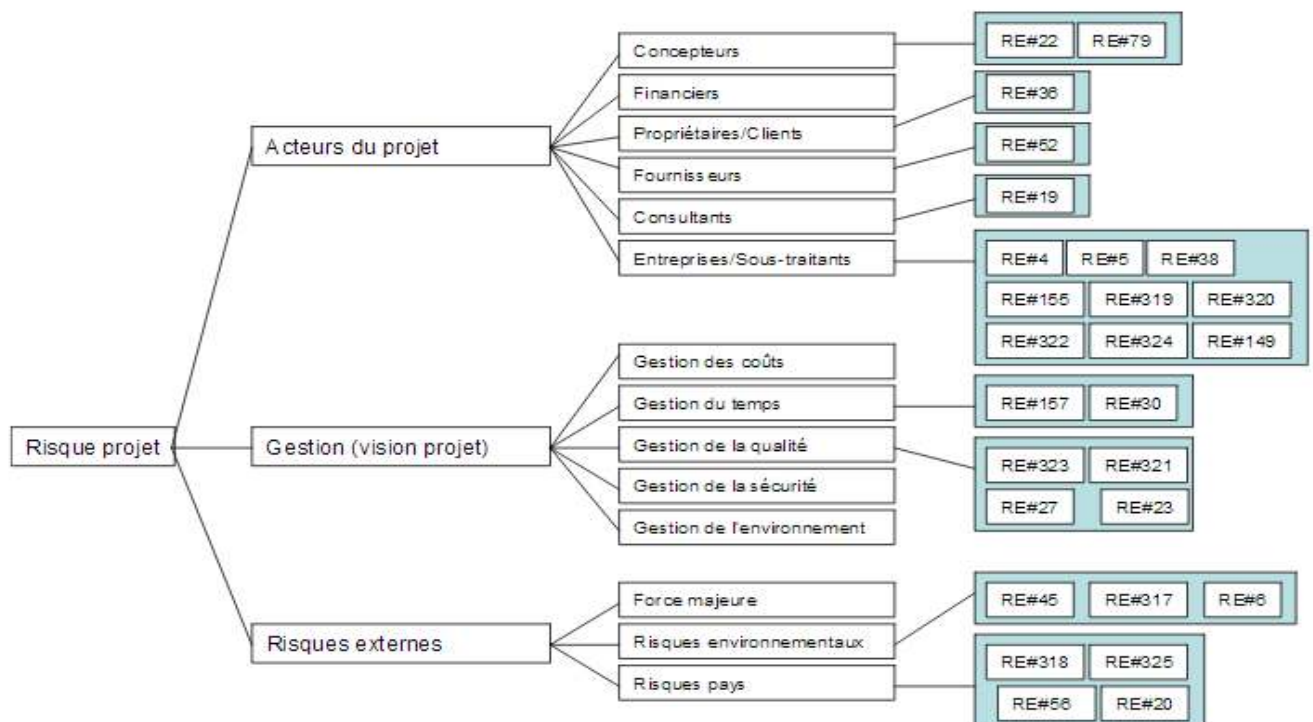 Concepteurs
RE#22 RE#79
Financiers
RE#36
Propriétaires/Clients
Acteurs du projet
RE#52
Fournisseurs
RE#19
Consultants
Entreprises/Sous-traitants
RE#4 RE#5 RE#38
RE#155 RE#319 RE#320
RE#322 RE#324 RE#149
Gestion des coûts
Gestion du temps
RE#157 RE#30
Risque projet
Gestion (vision projet)
Gestion de la qualité
RE#323 RE#321
Gestion de la sécurité
RE#27 RE#23
Gestion de l'environnement
Force majeure
RE#45 RE#317 RE#6
Risques externes
Risques environnementaux
RE#318 RE#325
Risques pays
RE#56 RE#20